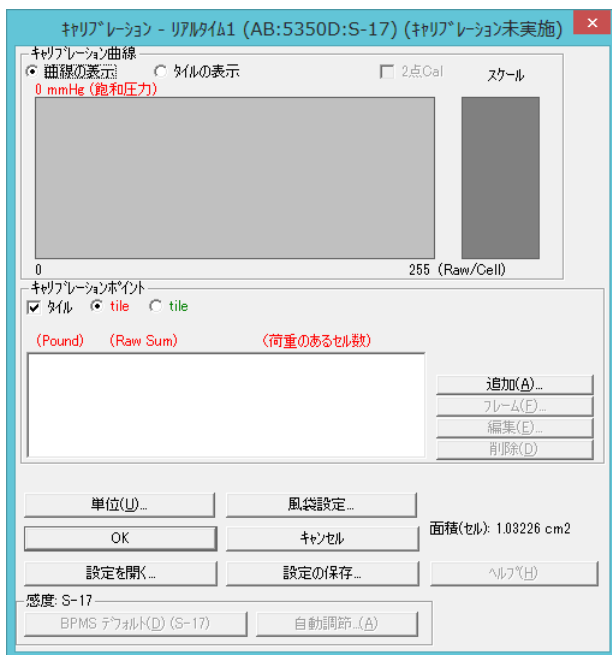 ｷｬﾘﾌﾞﾚｰｼｮﾝ - ﾘｱﾙﾀｲﾑ1 (AB:5350D:S-17) (ｷｬﾘﾌﾞﾚｰｼｮﾝ未実施)
ｷｬﾘﾌﾞﾚｰｼｮﾝ曲線
曲線の表示 ﾀｲﾙの表示 2点Cal スケール
0 mmHg (飽和圧力)
0 255 (Raw/Cell)
ｷｬﾘﾌﾞﾚｰｼｮﾝﾎﾟｲﾝﾄ
ﾀｲﾙ tile tile
(Pound) (Raw Sum) (荷重のあるセル数)
追加(A)...
フレーム(F)...
編集(E)...
削除(D)
単位(U)... 風袋設定...
OK ｷｬﾝｾﾙ 面積(セル): 1.03226 cm2
設定を開く... 設定の保存... ヘルプ(H)
感度: S-17
BPMS ﾃﾞﾌｫﾙﾄ(D) (S-17) 自動調節...(A)